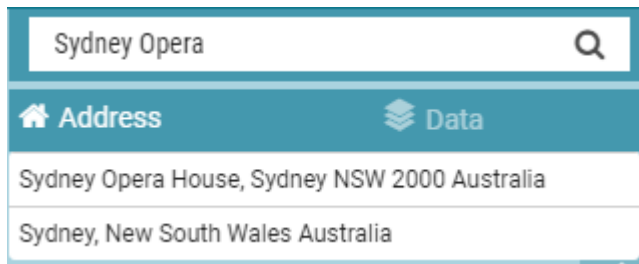 Sydney Opera
Address Data
Sydney Opera House, Sydney NSW 2000 Australia
Sydney, New South Wales Australia